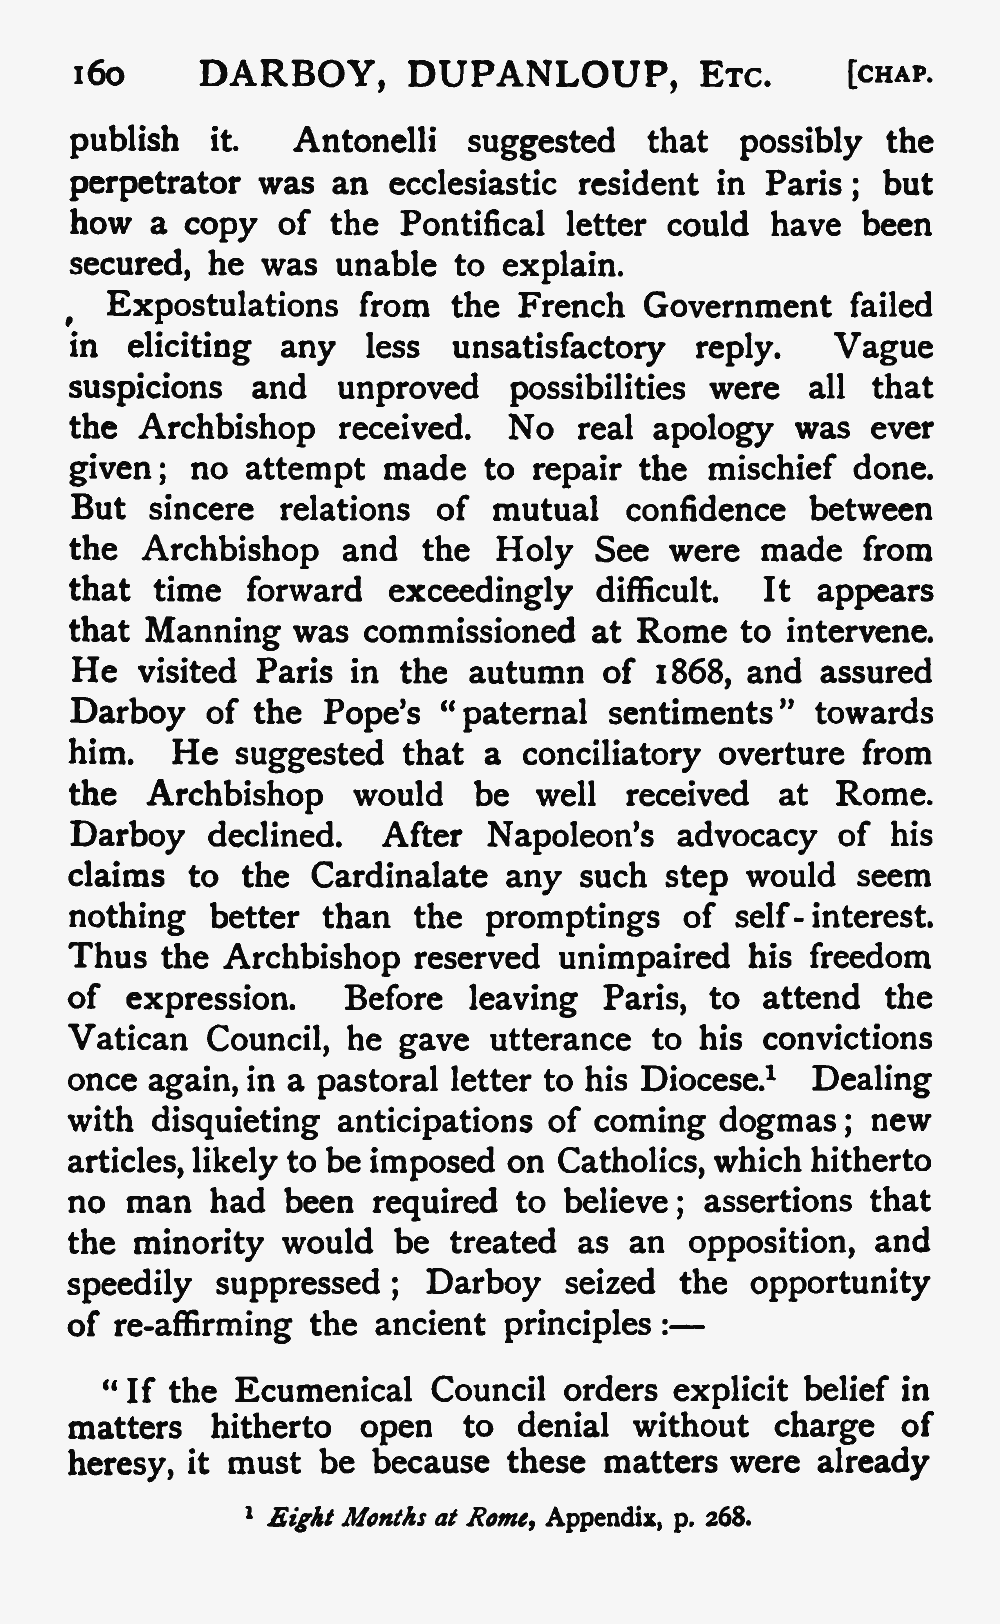 160 DARBOY, DUPANLOUP, ETC. [CHAP.
publish it. Antonelli suggested that possibly the
perpetrator was an ecclesiastic resident in Paris; but
how a copy of the Pontifical letter could have been
secured, he was unable to explain.
Expostulations from the French Government failed
in eliciting any less unsatisfactory reply. Vague
suspicions and unproved possibilities were all that
the Archbishop received. No real apology was ever
given; no attempt made to repair the mischief done.
But sincere relations of mutual confidence between
the Archbishop and the Holy See were made from
that time forward exceedingly difficult. It appears
that Manning was commissioned at Rome to intervene.
He visited Paris in the autumn of 1868, and assured
Darboy of the Pope's "paternal sentiments" towards
him. He suggested that a conciliatory overture from
the Archbishop would be well received at Rome.
Darboy declined. After Napoleon's advocacy of his
claims to the Cardinalate any such step would seem
nothing better than the promptings of self-interest.
Thus the Archbishop reserved unimpaired his freedom
of expression. Before leaving Paris, to attend the
Vatican Council, he gave utterance to his convictions
once again, in a pastoral letter to his Diocese.¹ Dealing
with disquieting anticipations of coming dogmas; new
articles, likely to be imposed on Catholics, which hitherto
no man had been required to believe; assertions that
the minority would be treated as an opposition, and
speedily suppressed; Darboy seized the opportunity
of re-affirming the ancient principles:—
"If the Ecumenical Council orders explicit belief in
matters hitherto open to denial without charge of
heresy, it must be because these matters were already
¹ Eight Months at Rome, Appendix, p. 268.